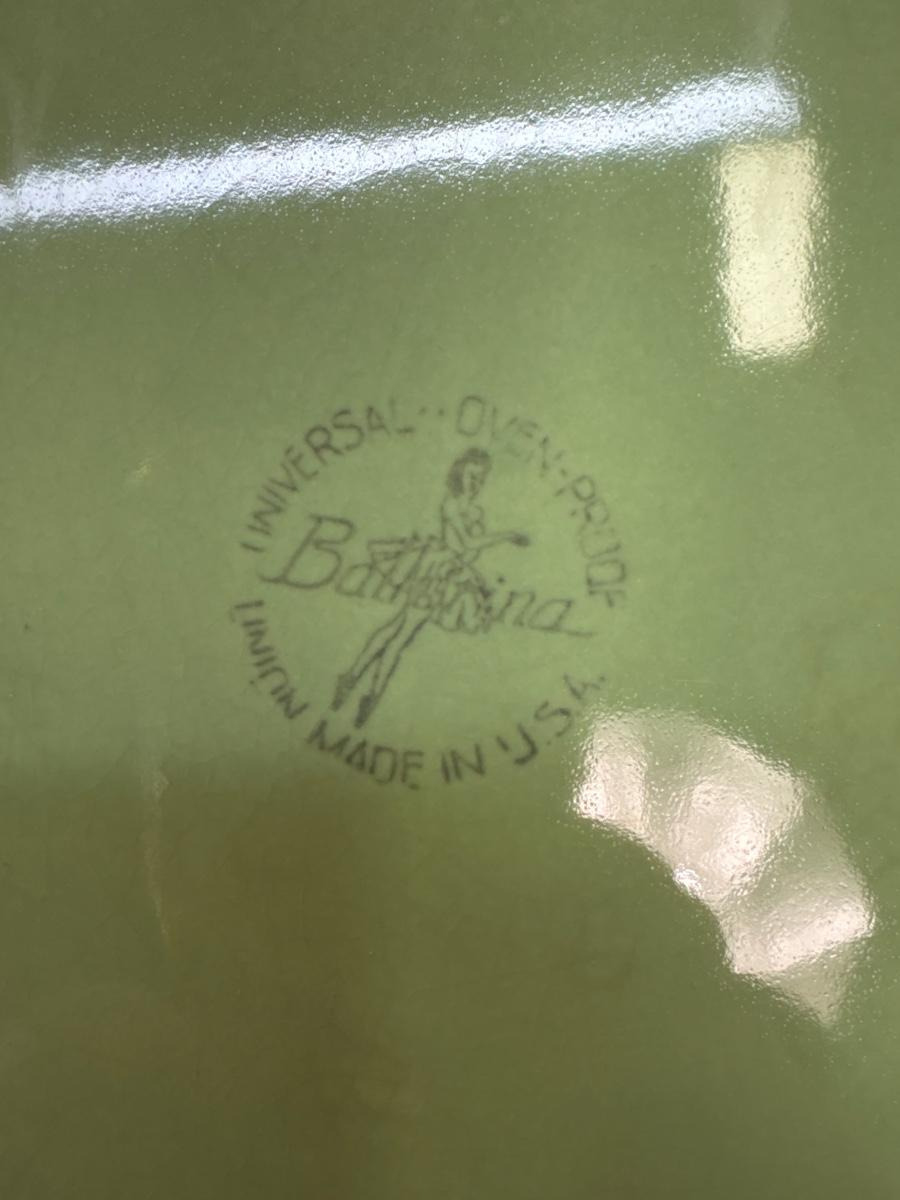 UNIVERSAL·· OVEN-PROOF
Ballerina
UNION MADE IN U.S.A.